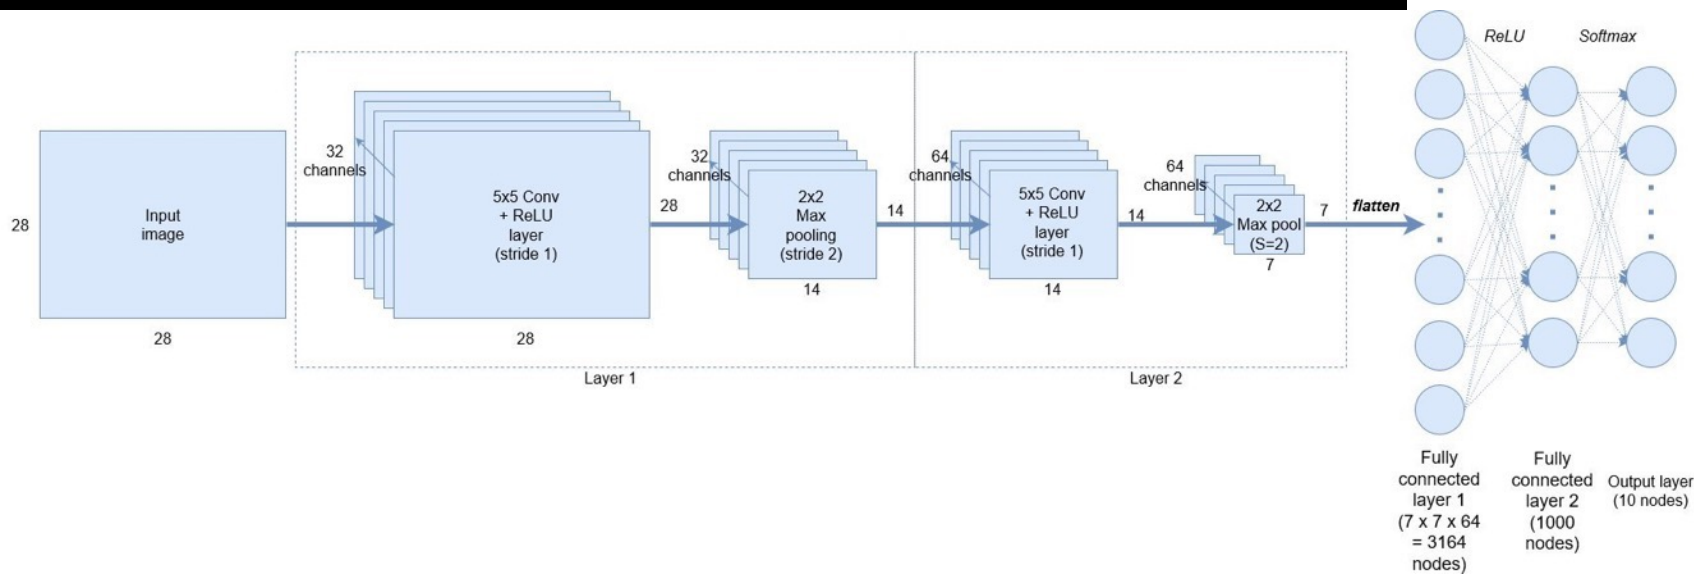 28
Input
image
28
32
channels
5x5 Conv
+ ReLU
layer
(stride 1)
28
28
32
channels
2x2
Max
pooling
(stride 2)
14
14
Layer 1
64
channels
5x5 Conv
+ ReLU
layer
(stride 1)
14
14
64
channels
2x2
Max pool
(S=2)
7
7
Layer 2
flatten
ReLU
Softmax
Fully
connected
layer 1
(7 x 7 x 64
= 3164
nodes)
Fully
connected
layer 2
(1000
nodes)
Output layer
(10 nodes)